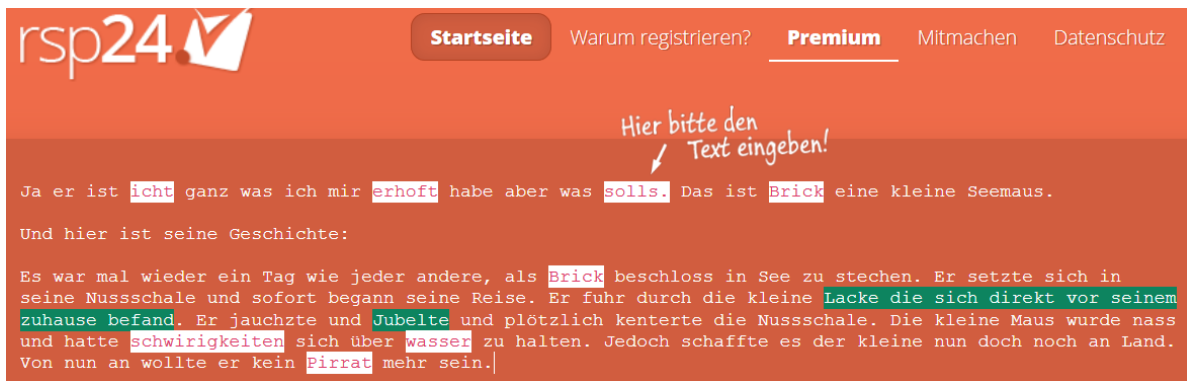 rsp24. Startseite Warum registrieren? Premium Mitmachen Datenschutz
Hier bitte den
Text eingeben!
Ja er ist icht ganz was ich mir erhoft habe aber was solls. Das ist Brick eine kleine Seemaus.
Und hier ist seine Geschichte:
Es war mal wieder ein Tag wie jeder andere, als Brick beschloss in See zu stechen. Er setzte sich in
seine Nussschale und sofort begann seine Reise. Er fuhr durch die kleine Lacke die sich direkt vor seinem
zuhause befand. Er jauchzte und Jubelte und plötzlich kenterte die Nussschale. Die kleine Maus wurde nass
und hatte schwirigkeiten sich über wasser zu halten. Jedoch schaffte es der kleine nun doch noch an Land.
Von nun an wollte er kein Pirrat mehr sein.